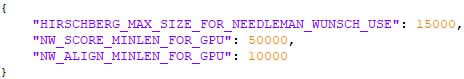 {
    "HIRSCHBERG_MAX_SIZE_FOR_NEEDLEMAN_WUNSCH_USE": 15000,
    "NW_SCORE_MINLEN_FOR_GPU": 50000,
    "NW_ALIGN_MINLEN_FOR_GPU": 10000
}